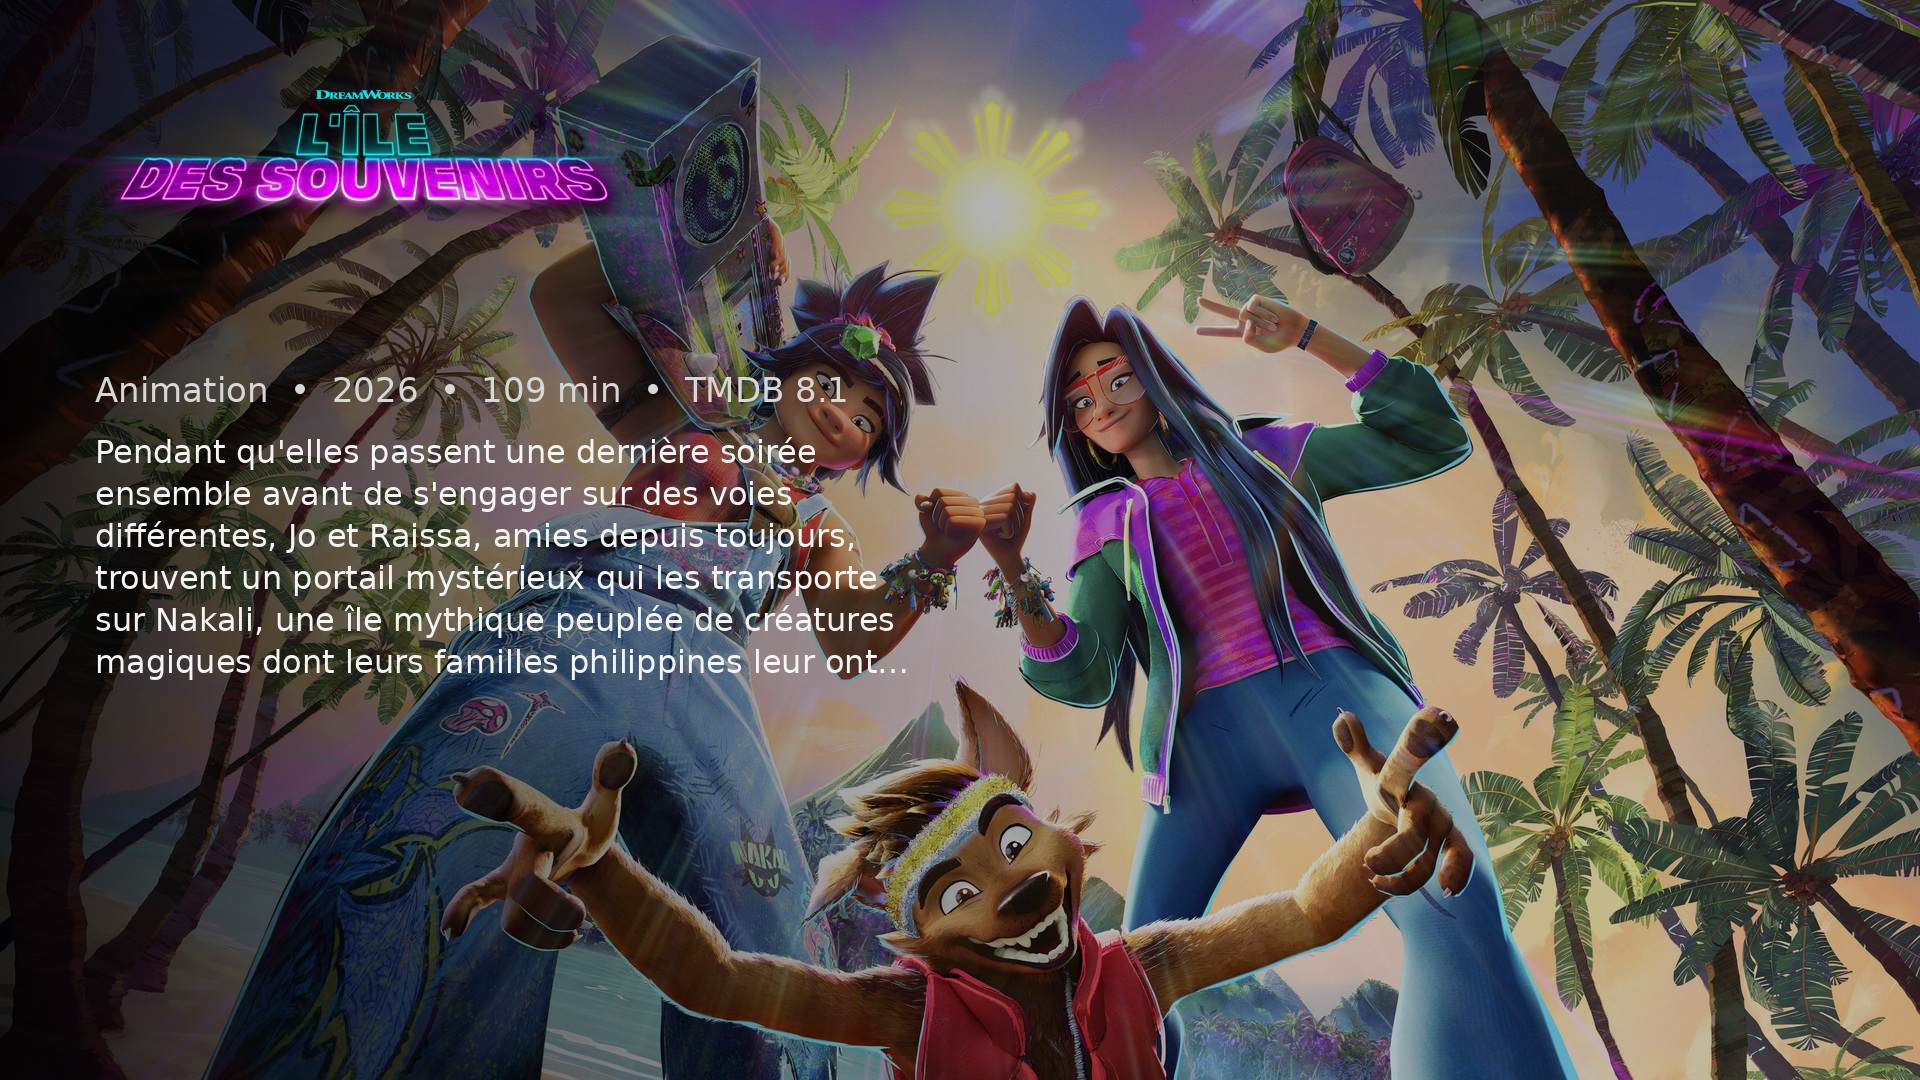 DREAMWORKS
L'ÎLE
DES SOUVENIRS
Animation • 2026 • 109 min • TMDB 8.1
Pendant qu'elles passent une dernière soirée
ensemble avant de s'engager sur des voies
différentes, Jo et Raissa, amies depuis toujours,
trouvent un portail mystérieux qui les transporte
sur Nakali, une île mythique peuplée de créatures
magiques dont leurs familles philippines leur ont...
NAKALI